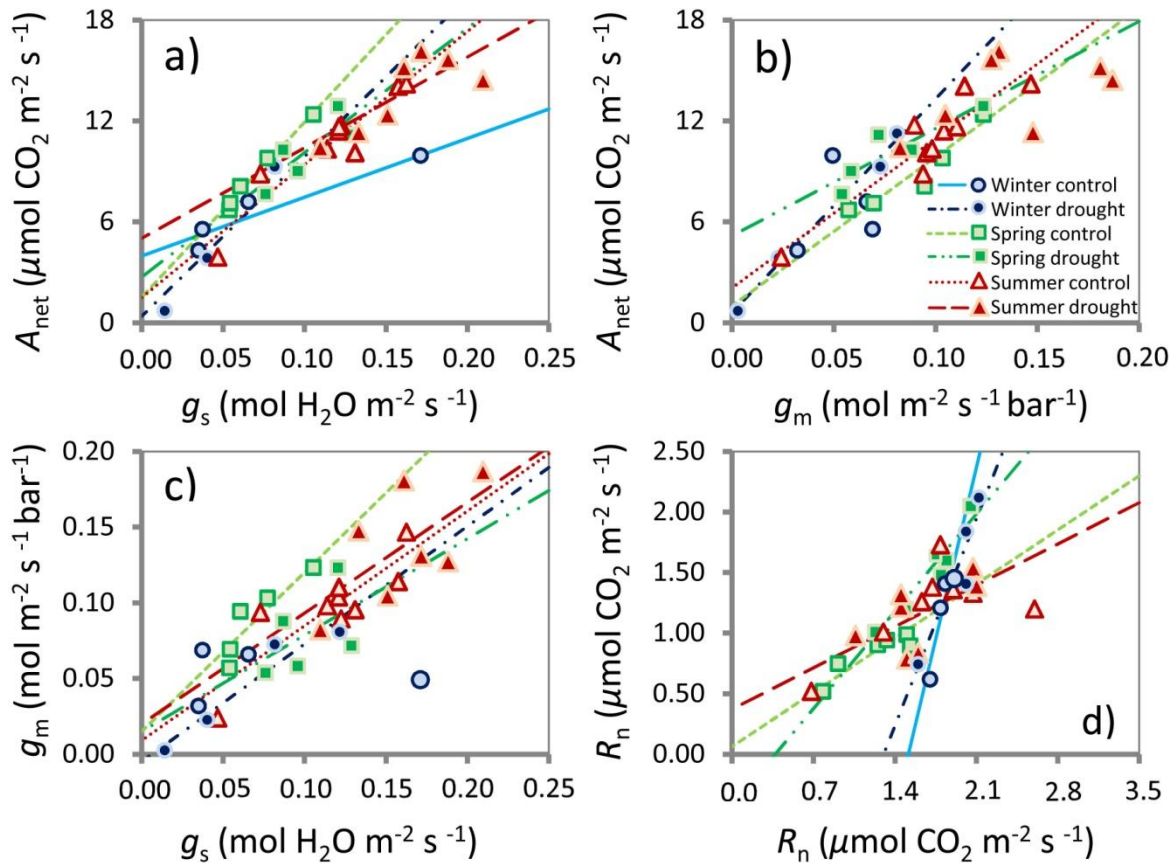 18
12
6
0
A_net (µmol CO₂ m⁻² s ⁻¹)
a)
0.00 0.05 0.10 0.15 0.20 0.25
g_s (mol H₂O m⁻² s ⁻¹)
18
12
6
0
A_net (µmol CO₂ m⁻² s ⁻¹)
b)
Winter control
Winter drought
Spring control
Spring drought
Summer control
Summer drought
0.00 0.05 0.10 0.15 0.20
g_m (mol m⁻² s ⁻¹ bar⁻¹)
0.20
0.15
0.10
0.05
0.00
g_m (mol m⁻² s ⁻¹ bar⁻¹)
c)
0.00 0.05 0.10 0.15 0.20 0.25
g_s (mol H₂O m⁻² s ⁻¹)
2.50
2.00
1.50
1.00
0.50
0.00
R_n (µmol CO₂ m⁻² s ⁻¹)
d)
0.0 0.7 1.4 2.1 2.8 3.5
R_n (µmol CO₂ m⁻² s ⁻¹)